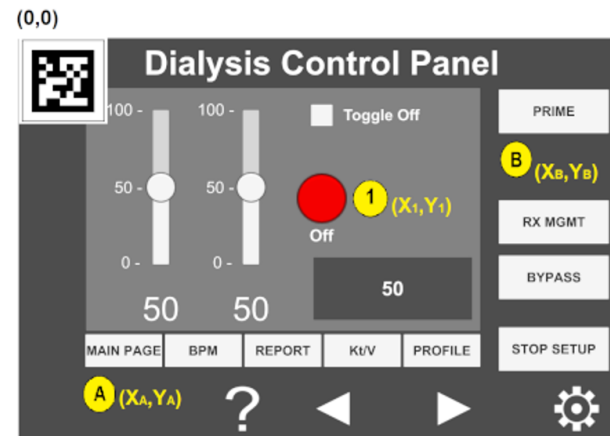 (0,0)
Dialysis Control Panel
100 - 100 - Toggle Off PRIME
B (XB,YB)
50 - 50 - 1 (X1,Y1)
Off RX MGMT
0 - 0 -
50 BYPASS
50 50
MAIN PAGE BPM REPORT Kt/V PROFILE STOP SETUP
A (XA,YA) ?